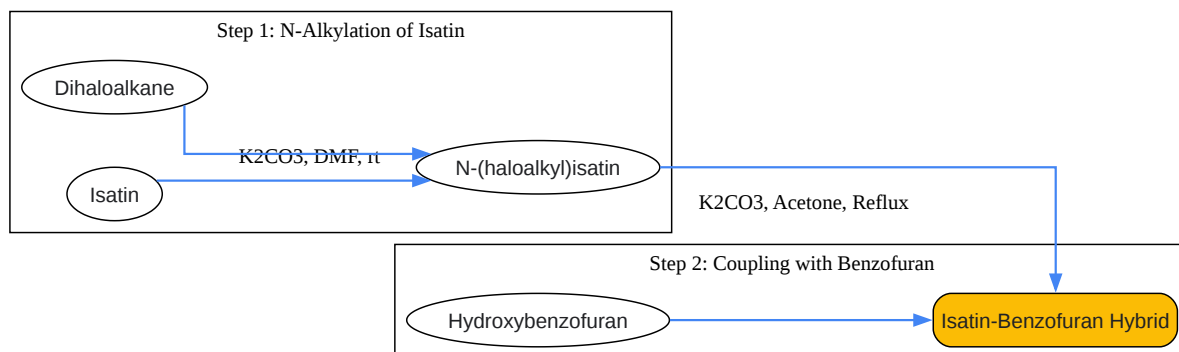 Step 1: N-Alkylation of Isatin
Dihaloalkane
K2CO3, DMF, rt
N-(haloalkyl)isatin
Isatin
K2CO3, Acetone, Reflux
Step 2: Coupling with Benzofuran
Hydroxybenzofuran
Isatin-Benzofuran Hybrid